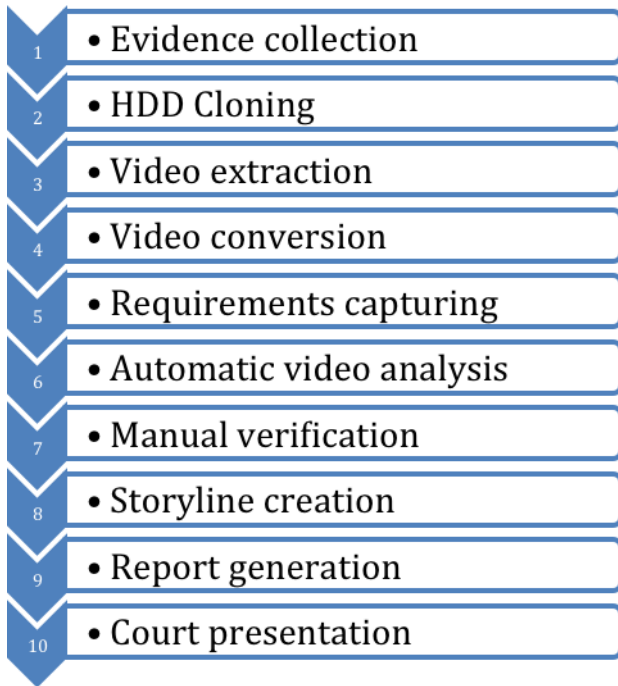 1 • Evidence collection
2 • HDD Cloning
3 • Video extraction
4 • Video conversion
5 • Requirements capturing
6 • Automatic video analysis
7 • Manual verification
8 • Storyline creation
9 • Report generation
10 • Court presentation